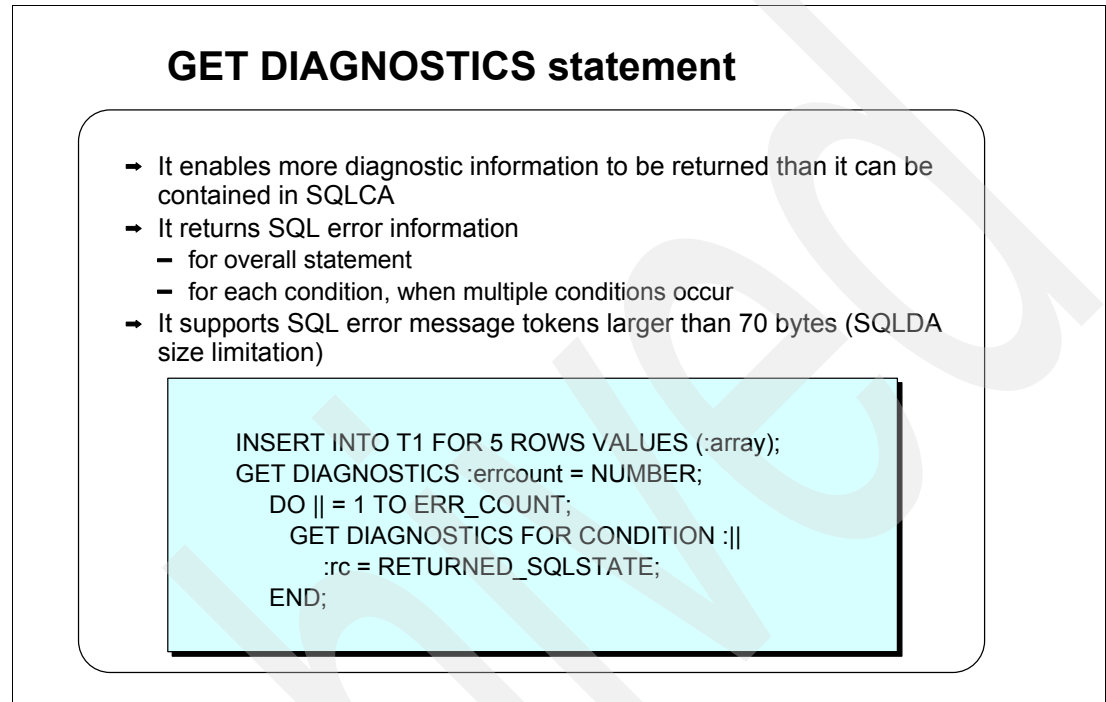 GET DIAGNOSTICS statement
➞ It enables more diagnostic information to be returned than it can be
contained in SQLCA
➞ It returns SQL error information
– for overall statement
– for each condition, when multiple conditions occur
➞ It supports SQL error message tokens larger than 70 bytes (SQLDA
size limitation)
INSERT INTO T1 FOR 5 ROWS VALUES (:array);
GET DIAGNOSTICS :errcount = NUMBER;
DO || = 1 TO ERR_COUNT;
GET DIAGNOSTICS FOR CONDITION :||
:rc = RETURNED_SQLSTATE;
END;